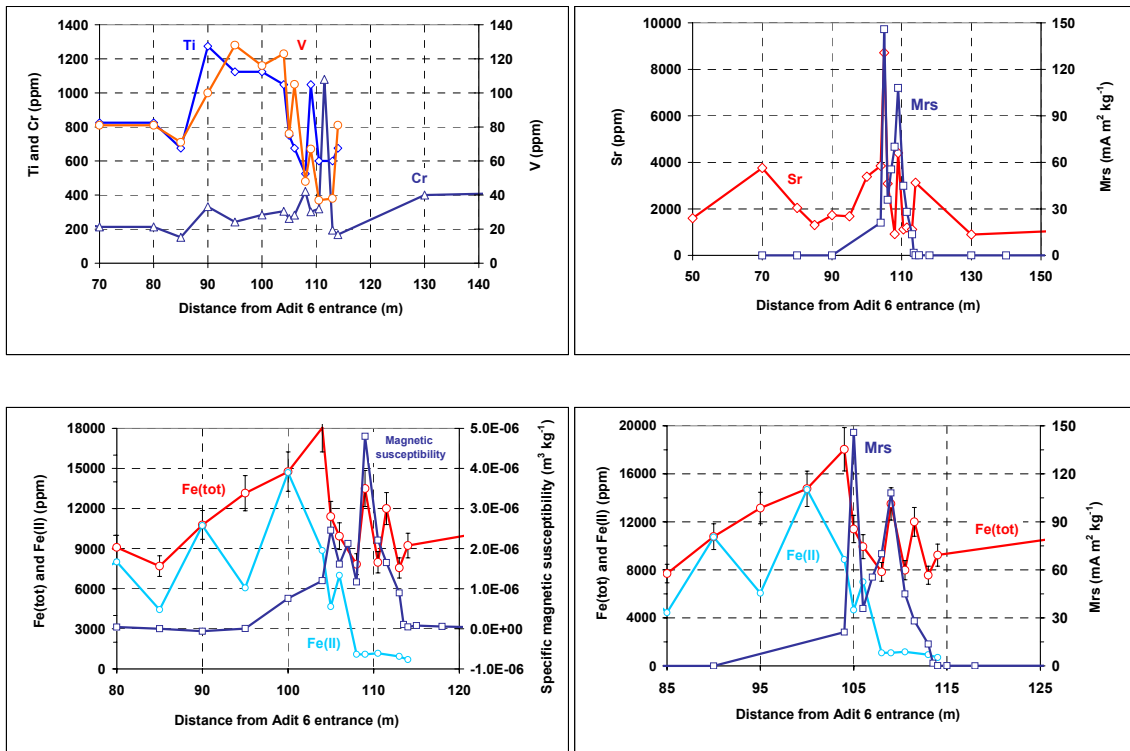 Ti and Cr (ppm)
1400
1200
1000
800
600
400
200
0
Ti
V
Cr
140
120
100
80
60
40
20
0
V (ppm)
70 80 90 100 110 120 130 140
Distance from Adit 6 entrance (m)
Sr (ppm)
10000
8000
6000
4000
2000
0
Mrs
Sr
150
120
90
60
30
0
Mrs (mA m² kg⁻¹)
50 70 90 110 130 150
Distance from Adit 6 entrance (m)
Fe(tot) and Fe(II) (ppm)
18000
15000
12000
9000
6000
3000
0
Magnetic
susceptibility
Fe(tot)
Fe(II)
5.0E-06
4.0E-06
3.0E-06
2.0E-06
1.0E-06
0.0E+00
-1.0E-06
Specific magnetic susceptibility (m³ kg⁻¹)
80 90 100 110 120
Distance from Adit 6 entrance (m)
Fe(tot) and Fe(II) (ppm)
20000
16000
12000
8000
4000
0
Mrs
Fe(tot)
Fe(II)
150
120
90
60
30
0
Mrs (mA m² kg⁻¹)
85 95 105 115 125
Distance from Adit 6 entrance (m)